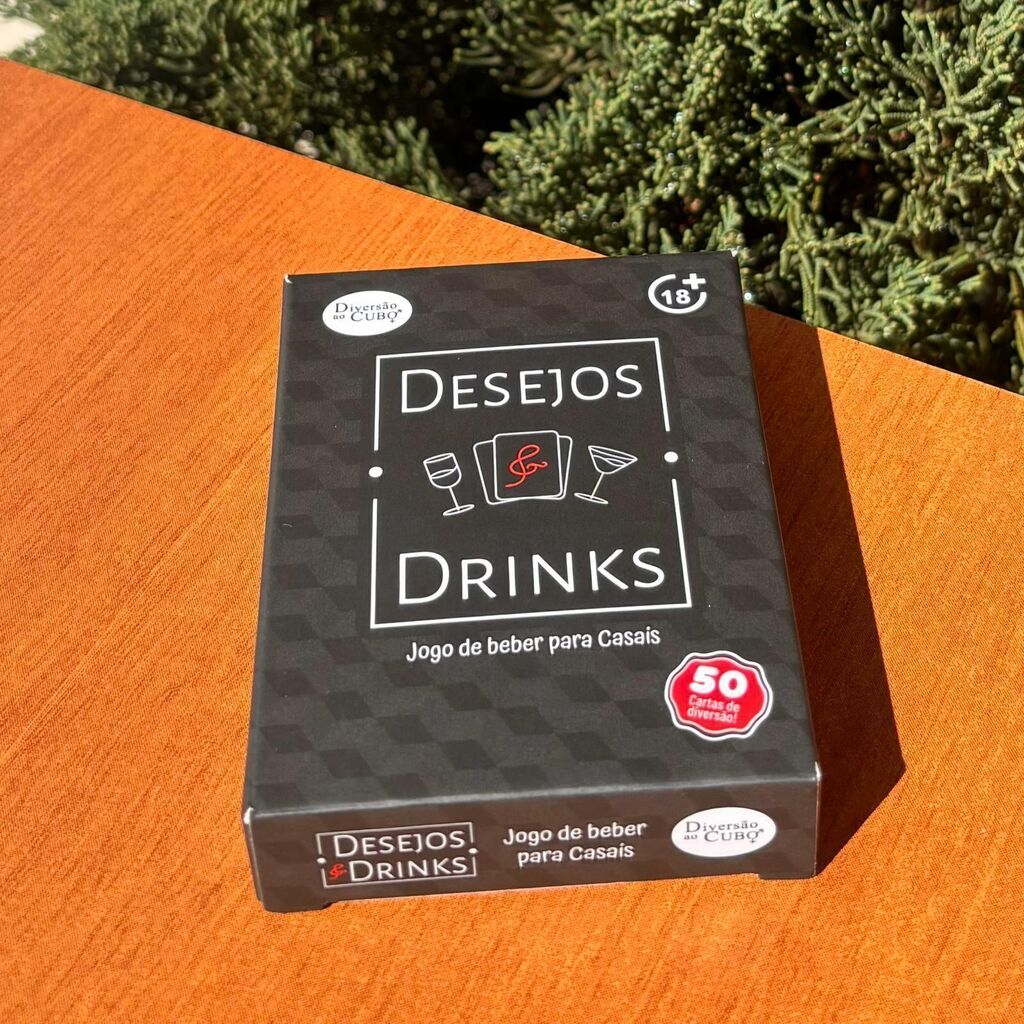 Diversão
ao CUBO
18+
DESEJOS
&
DRINKS
Jogo de beber para Casais
50
Cartas de
diversão!
DESEJOS
& DRINKS
Jogo de beber
para Casais
Diversão
ao CUBO